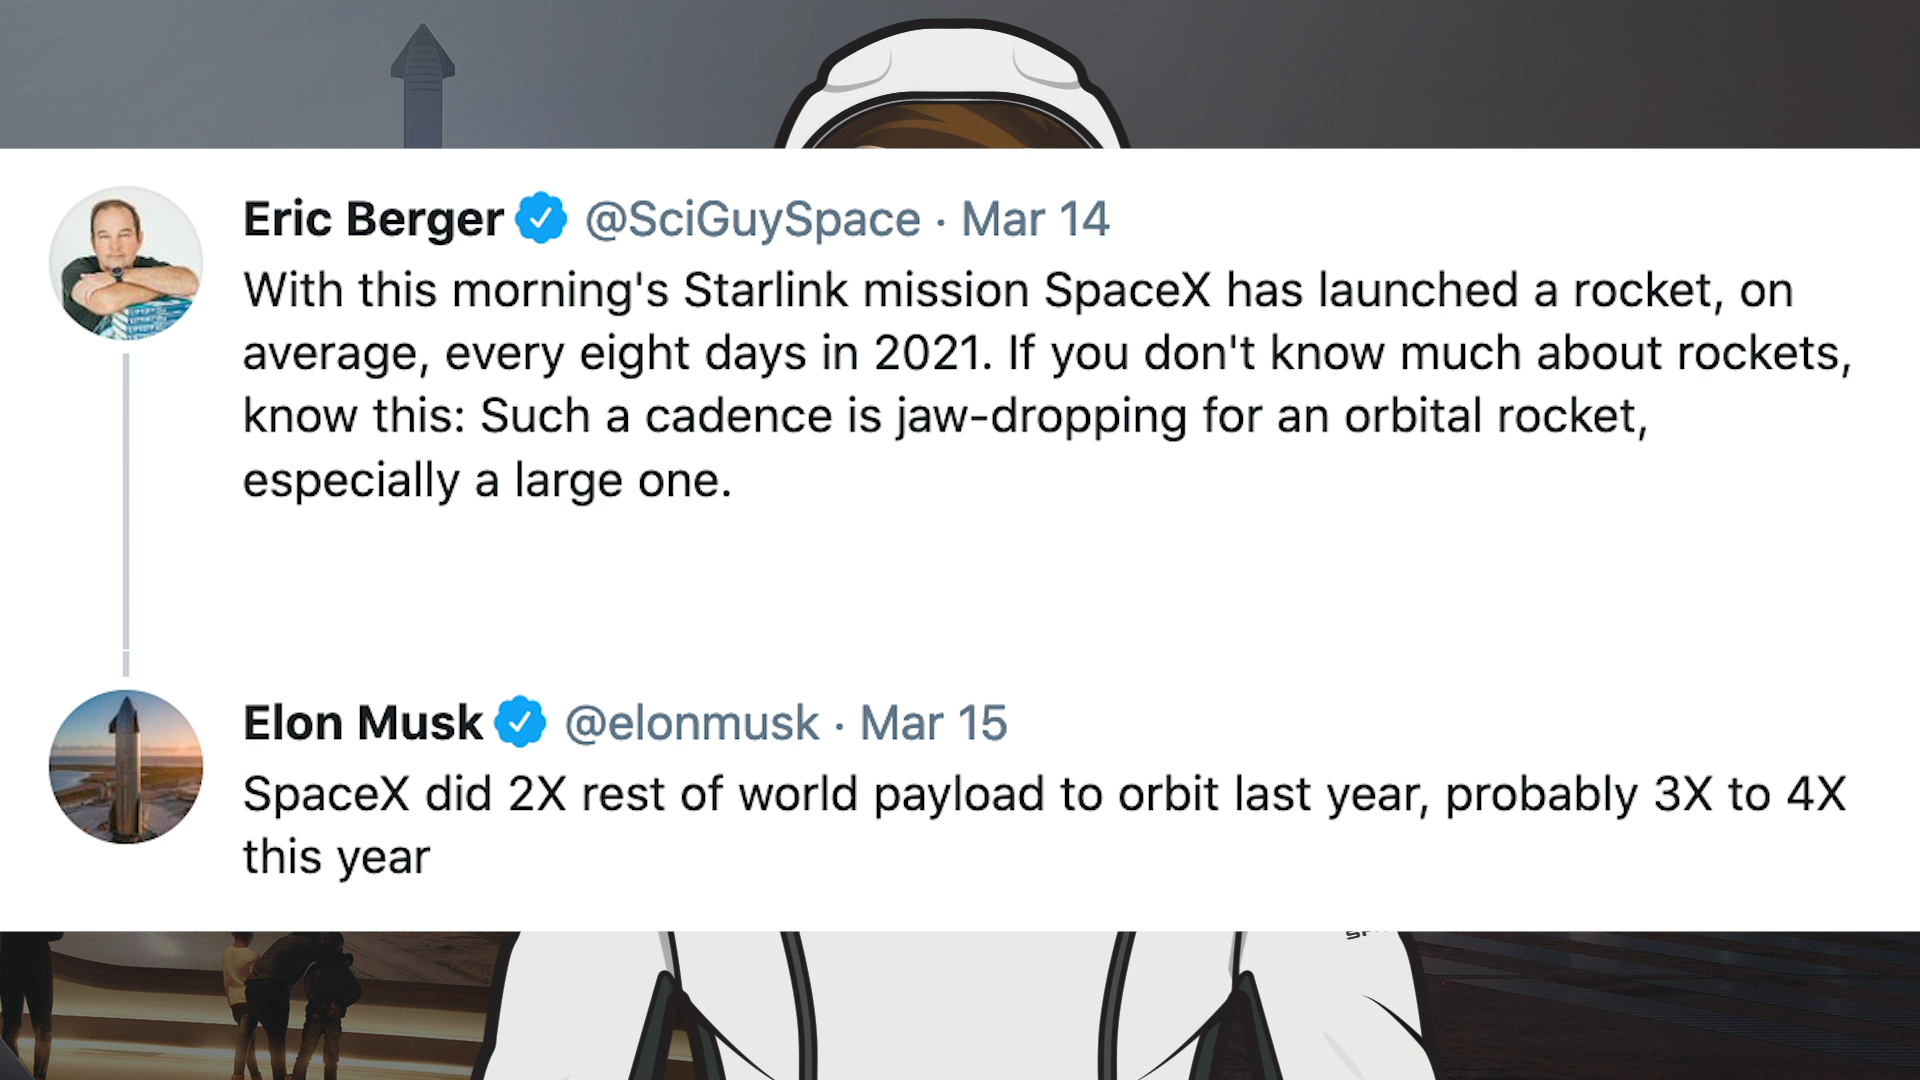 Eric Berger @SciGuySpace · Mar 14
With this morning's Starlink mission SpaceX has launched a rocket, on
average, every eight days in 2021. If you don't know much about rockets,
know this: Such a cadence is jaw-dropping for an orbital rocket,
especially a large one.
Elon Musk @elonmusk · Mar 15
SpaceX did 2X rest of world payload to orbit last year, probably 3X to 4X
this year